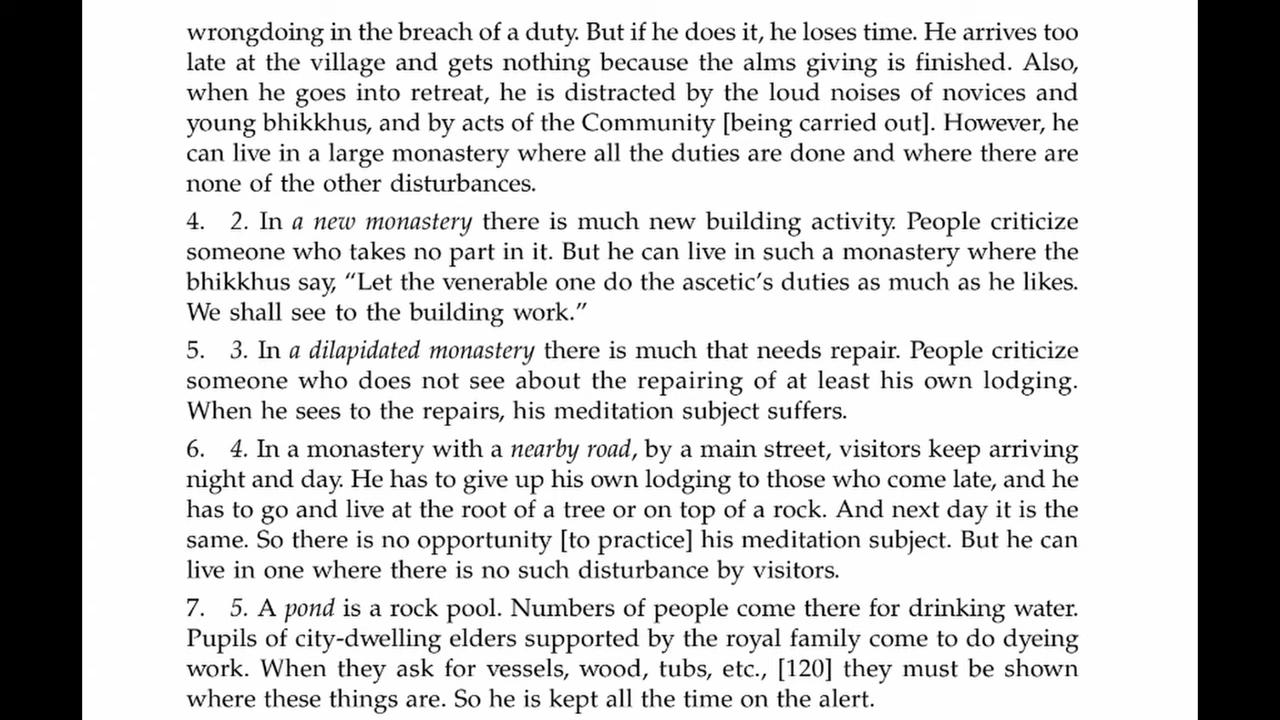 wrongdoing in the breach of a duty. But if he does it, he loses time. He arrives too
late at the village and gets nothing because the alms giving is finished. Also,
when he goes into retreat, he is distracted by the loud noises of novices and
young bhikkhus, and by acts of the Community [being carried out]. However, he
can live in a large monastery where all the duties are done and where there are
none of the other disturbances.
4. 2. In a new monastery there is much new building activity. People criticize
someone who takes no part in it. But he can live in such a monastery where the
bhikkhus say, “Let the venerable one do the ascetic’s duties as much as he likes.
We shall see to the building work.”
5. 3. In a dilapidated monastery there is much that needs repair. People criticize
someone who does not see about the repairing of at least his own lodging.
When he sees to the repairs, his meditation subject suffers.
6. 4. In a monastery with a nearby road, by a main street, visitors keep arriving
night and day. He has to give up his own lodging to those who come late, and he
has to go and live at the root of a tree or on top of a rock. And next day it is the
same. So there is no opportunity [to practice] his meditation subject. But he can
live in one where there is no such disturbance by visitors.
7. 5. A pond is a rock pool. Numbers of people come there for drinking water.
Pupils of city-dwelling elders supported by the royal family come to do dyeing
work. When they ask for vessels, wood, tubs, etc., [120] they must be shown
where these things are. So he is kept all the time on the alert.